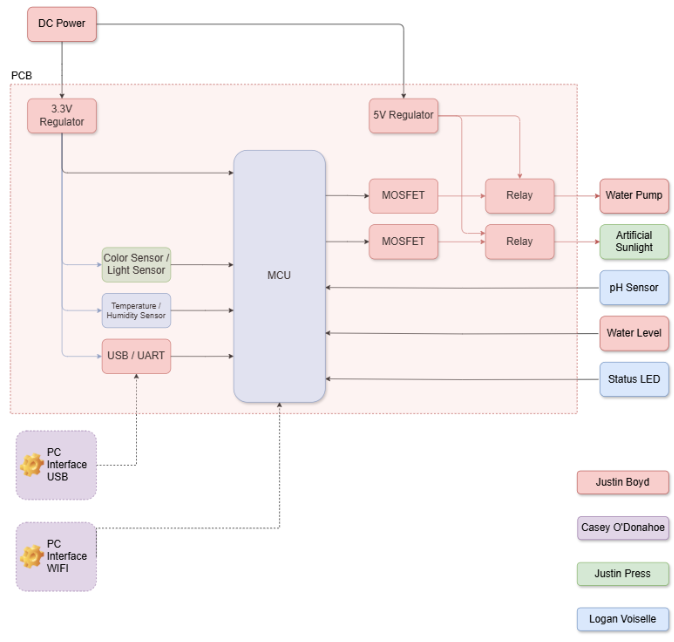 DC Power
PCB
3.3V
Regulator
5V Regulator
MOSFET
Relay
Water Pump
MOSFET
Relay
Artificial
Sunlight
Color Sensor /
Light Sensor
MCU
pH Sensor
Temperature /
Humidity Sensor
Water Level
USB / UART
Status LED
PC
Interface
USB
PC
Interface
WIFI
Justin Boyd
Casey O'Donahoe
Justin Press
Logan Voiselle